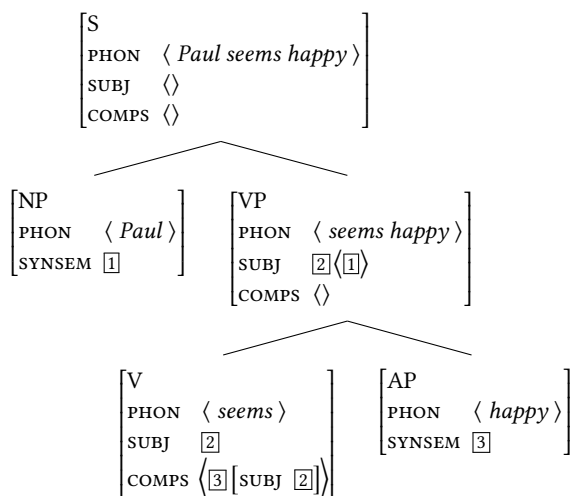 S
PHON ⟨ Paul seems happy ⟩
SUBJ ⟨⟩
COMPS ⟨⟩
NP
PHON ⟨ Paul ⟩
SYNSEM 1
VP
PHON ⟨ seems happy ⟩
SUBJ 2⟨1⟩
COMPS ⟨⟩
V
PHON ⟨ seems ⟩
SUBJ 2
COMPS ⟨3[SUBJ 2]⟩
AP
PHON ⟨ happy ⟩
SYNSEM 3